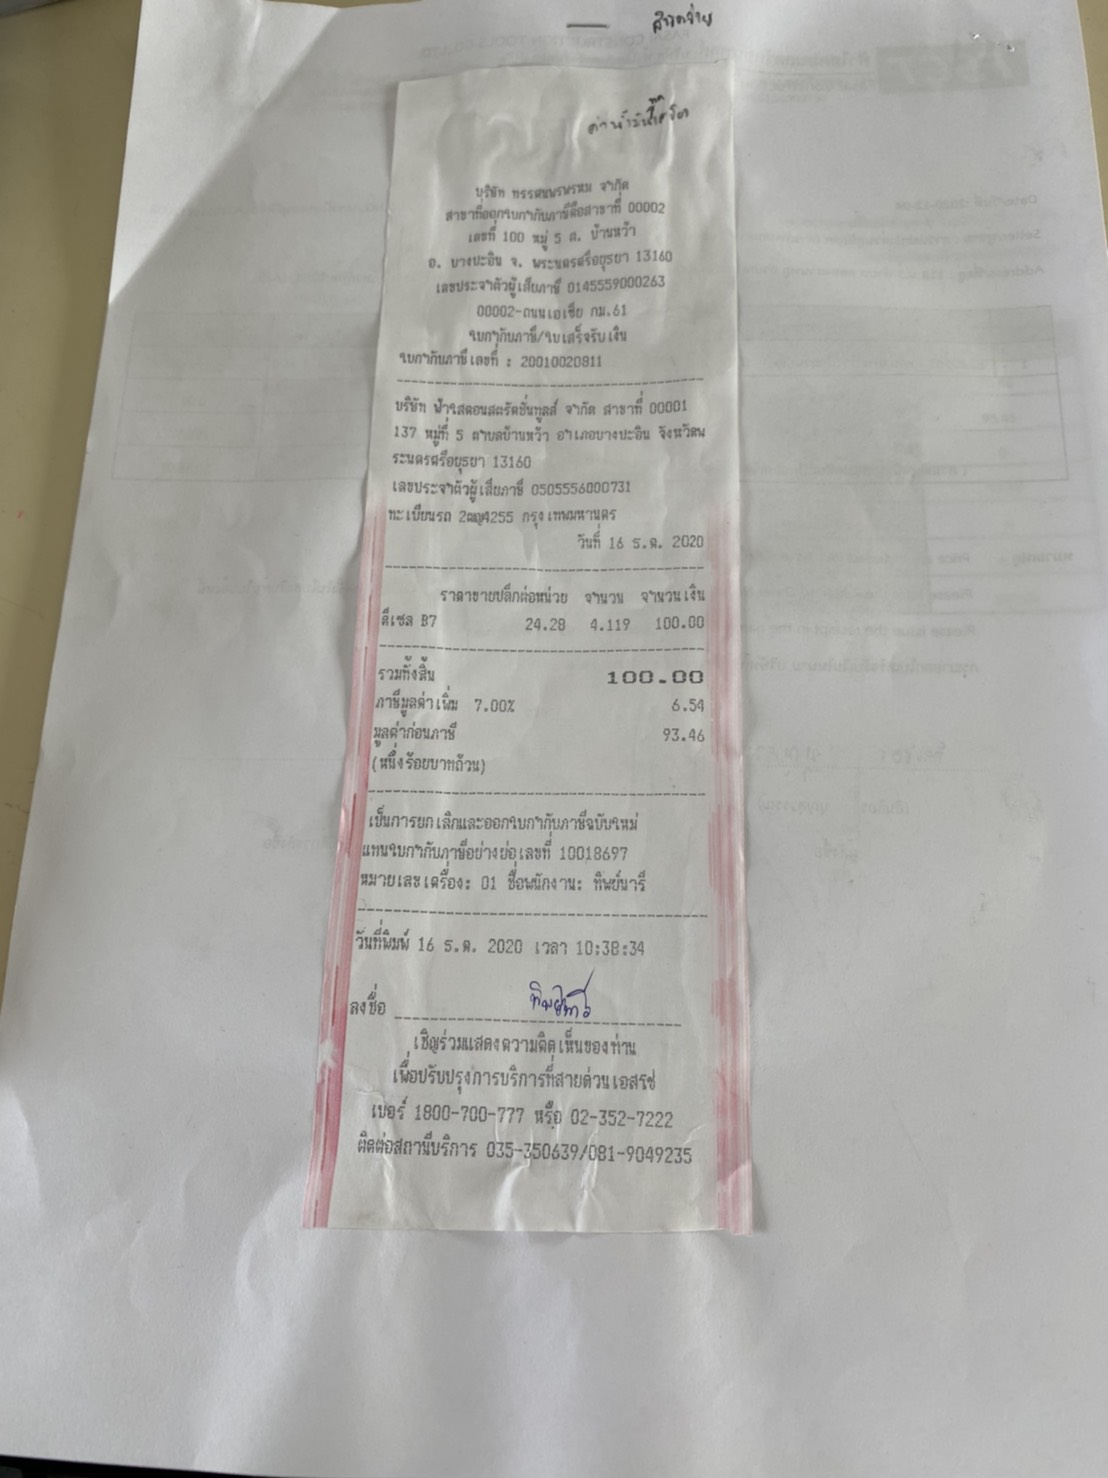 บริษัท ทรรศนพรพรหม จำกัด
สาขาที่ออกใบกำกับภาษีคือสาขาที่ 00002
เลขที่ 100 หมู่ 5 ต. บ้านหว้า
อ. บางปะอิน จ. พระนครศรีอยุธยา 13160
เลขประจำตัวผู้เสียภาษี 0145559000263
00002-ถนนเอเซีย กม.61
ใบกำกับภาษี/ใบเสร็จรับเงิน
ใบกำกับภาษีเลขที่ : 20010020811
บริษัท ฟ้าใสคอนสตรัคชั่นทูลส์ จำกัด สาขาที่ 00001
137 หมู่ที่ 5 ตำบลบ้านหว้า อำเภอบางปะอิน จังหวัดพ
ระนครศรีอยุธยา 13160
เลขประจำตัวผู้เสียภาษี 0505556000731
ทะเบียนรถ 2ฒญ4255 กรุงเทพมหานคร
วันที่ 16 ธ.ค. 2020
ราคาขายปลีกต่อหน่วย จำนวน จำนวนเงิน
ดีเซล B7 24.28 4.119 100.00
รวมทั้งสิ้น 100.00
ภาษีมูลค่าเพิ่ม 7.00% 6.54
มูลค่าก่อนภาษี 93.46
(หนึ่งร้อยบาทถ้วน)
เป็นการยกเลิกและออกใบกำกับภาษีฉบับใหม่
แทนใบกำกับภาษีอย่างย่อเลขที่ 10018697
หมายเลขเครื่อง: 01 ชื่อพนักงาน: ทิพย์นารี
วันที่พิมพ์ 16 ธ.ค. 2020 เวลา 10:38:34
ลงชื่อ ทิพย์นารี
เชิญร่วมแสดงความคิดเห็นของท่าน
เพื่อปรับปรุงการบริการที่สายด่วนเอสโซ่
เบอร์ 1800-700-777 หรือ 02-352-7222
ติดต่อสถานีบริการ 035-350639/081-9049235